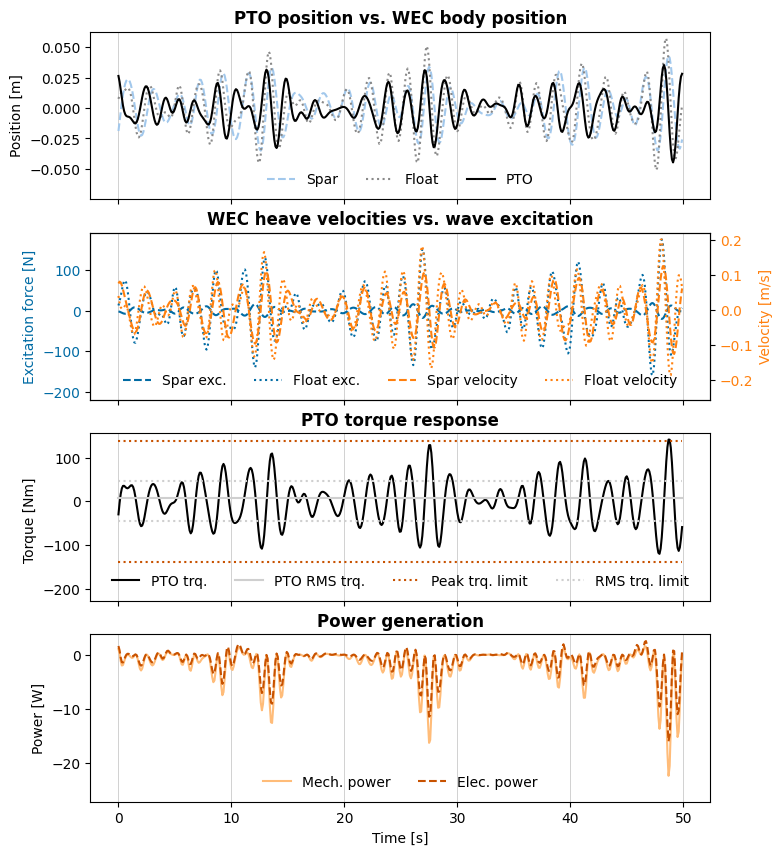 PTO position vs. WEC body position
0.050
0.025
0.000
−0.025
−0.050
Position [m]
Spar Float PTO
WEC heave velocities vs. wave excitation
100
0
−100
−200
Excitation force [N]
0.2
0.1
0.0
−0.1
−0.2
Velocity [m/s]
Spar exc. Float exc. Spar velocity Float velocity
PTO torque response
100
0
−100
−200
Torque [Nm]
PTO trq. PTO RMS trq. Peak trq. limit RMS trq. limit
Power generation
0
−10
−20
Power [W]
Mech. power Elec. power
0 10 20 30 40 50
Time [s]